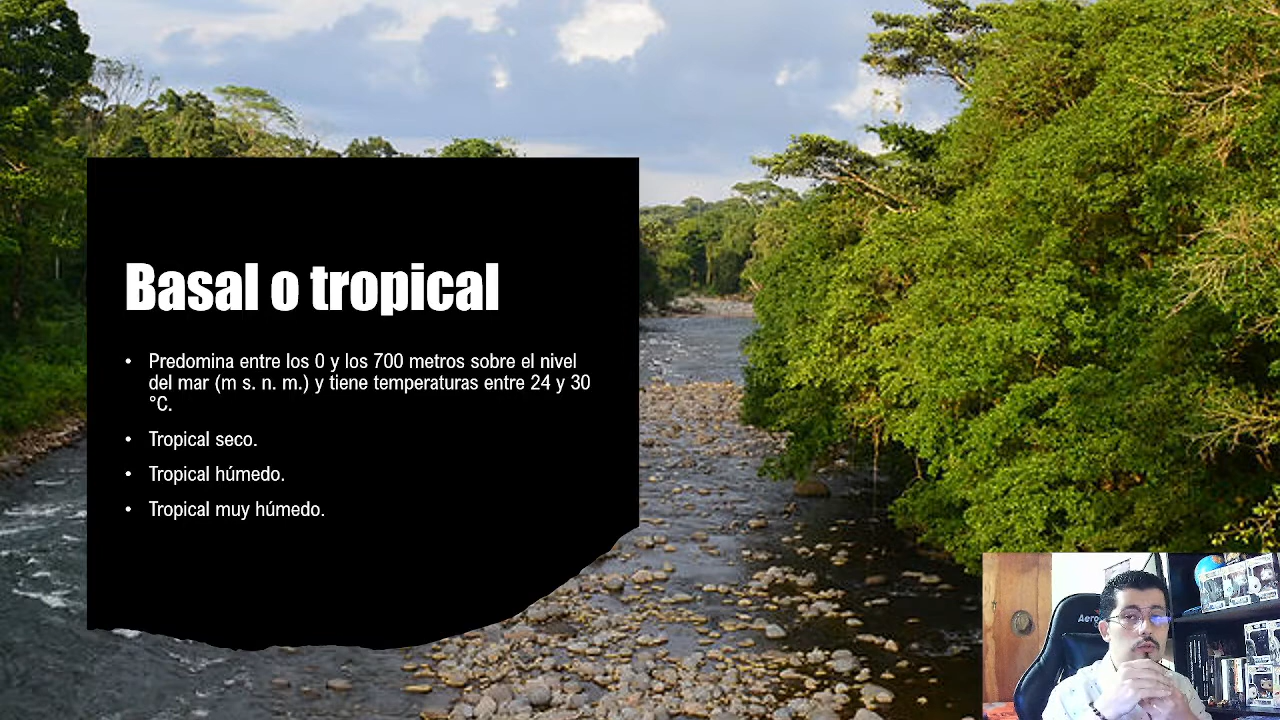 Basal o tropical
• Predomina entre los 0 y los 700 metros sobre el nivel
del mar (m s. n. m.) y tiene temperaturas entre 24 y 30
°C.
• Tropical seco.
• Tropical húmedo.
• Tropical muy húmedo.
Aero